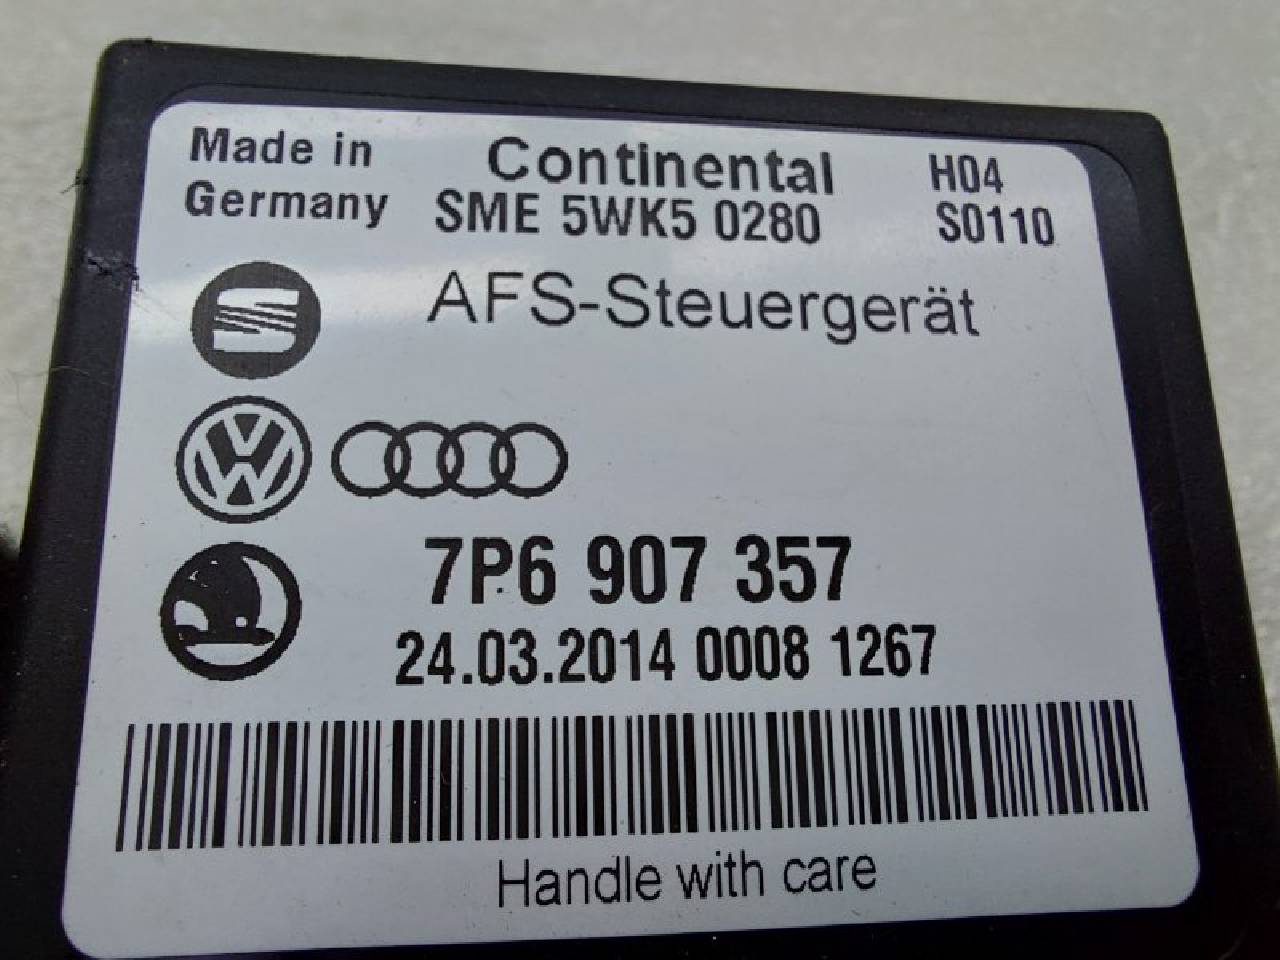 Made in
Germany
Continental
SME 5WK5 0280
H04
S0110
AFS-Steuergerät
7P6 907 357
24.03.2014 0008 1267
Handle with care